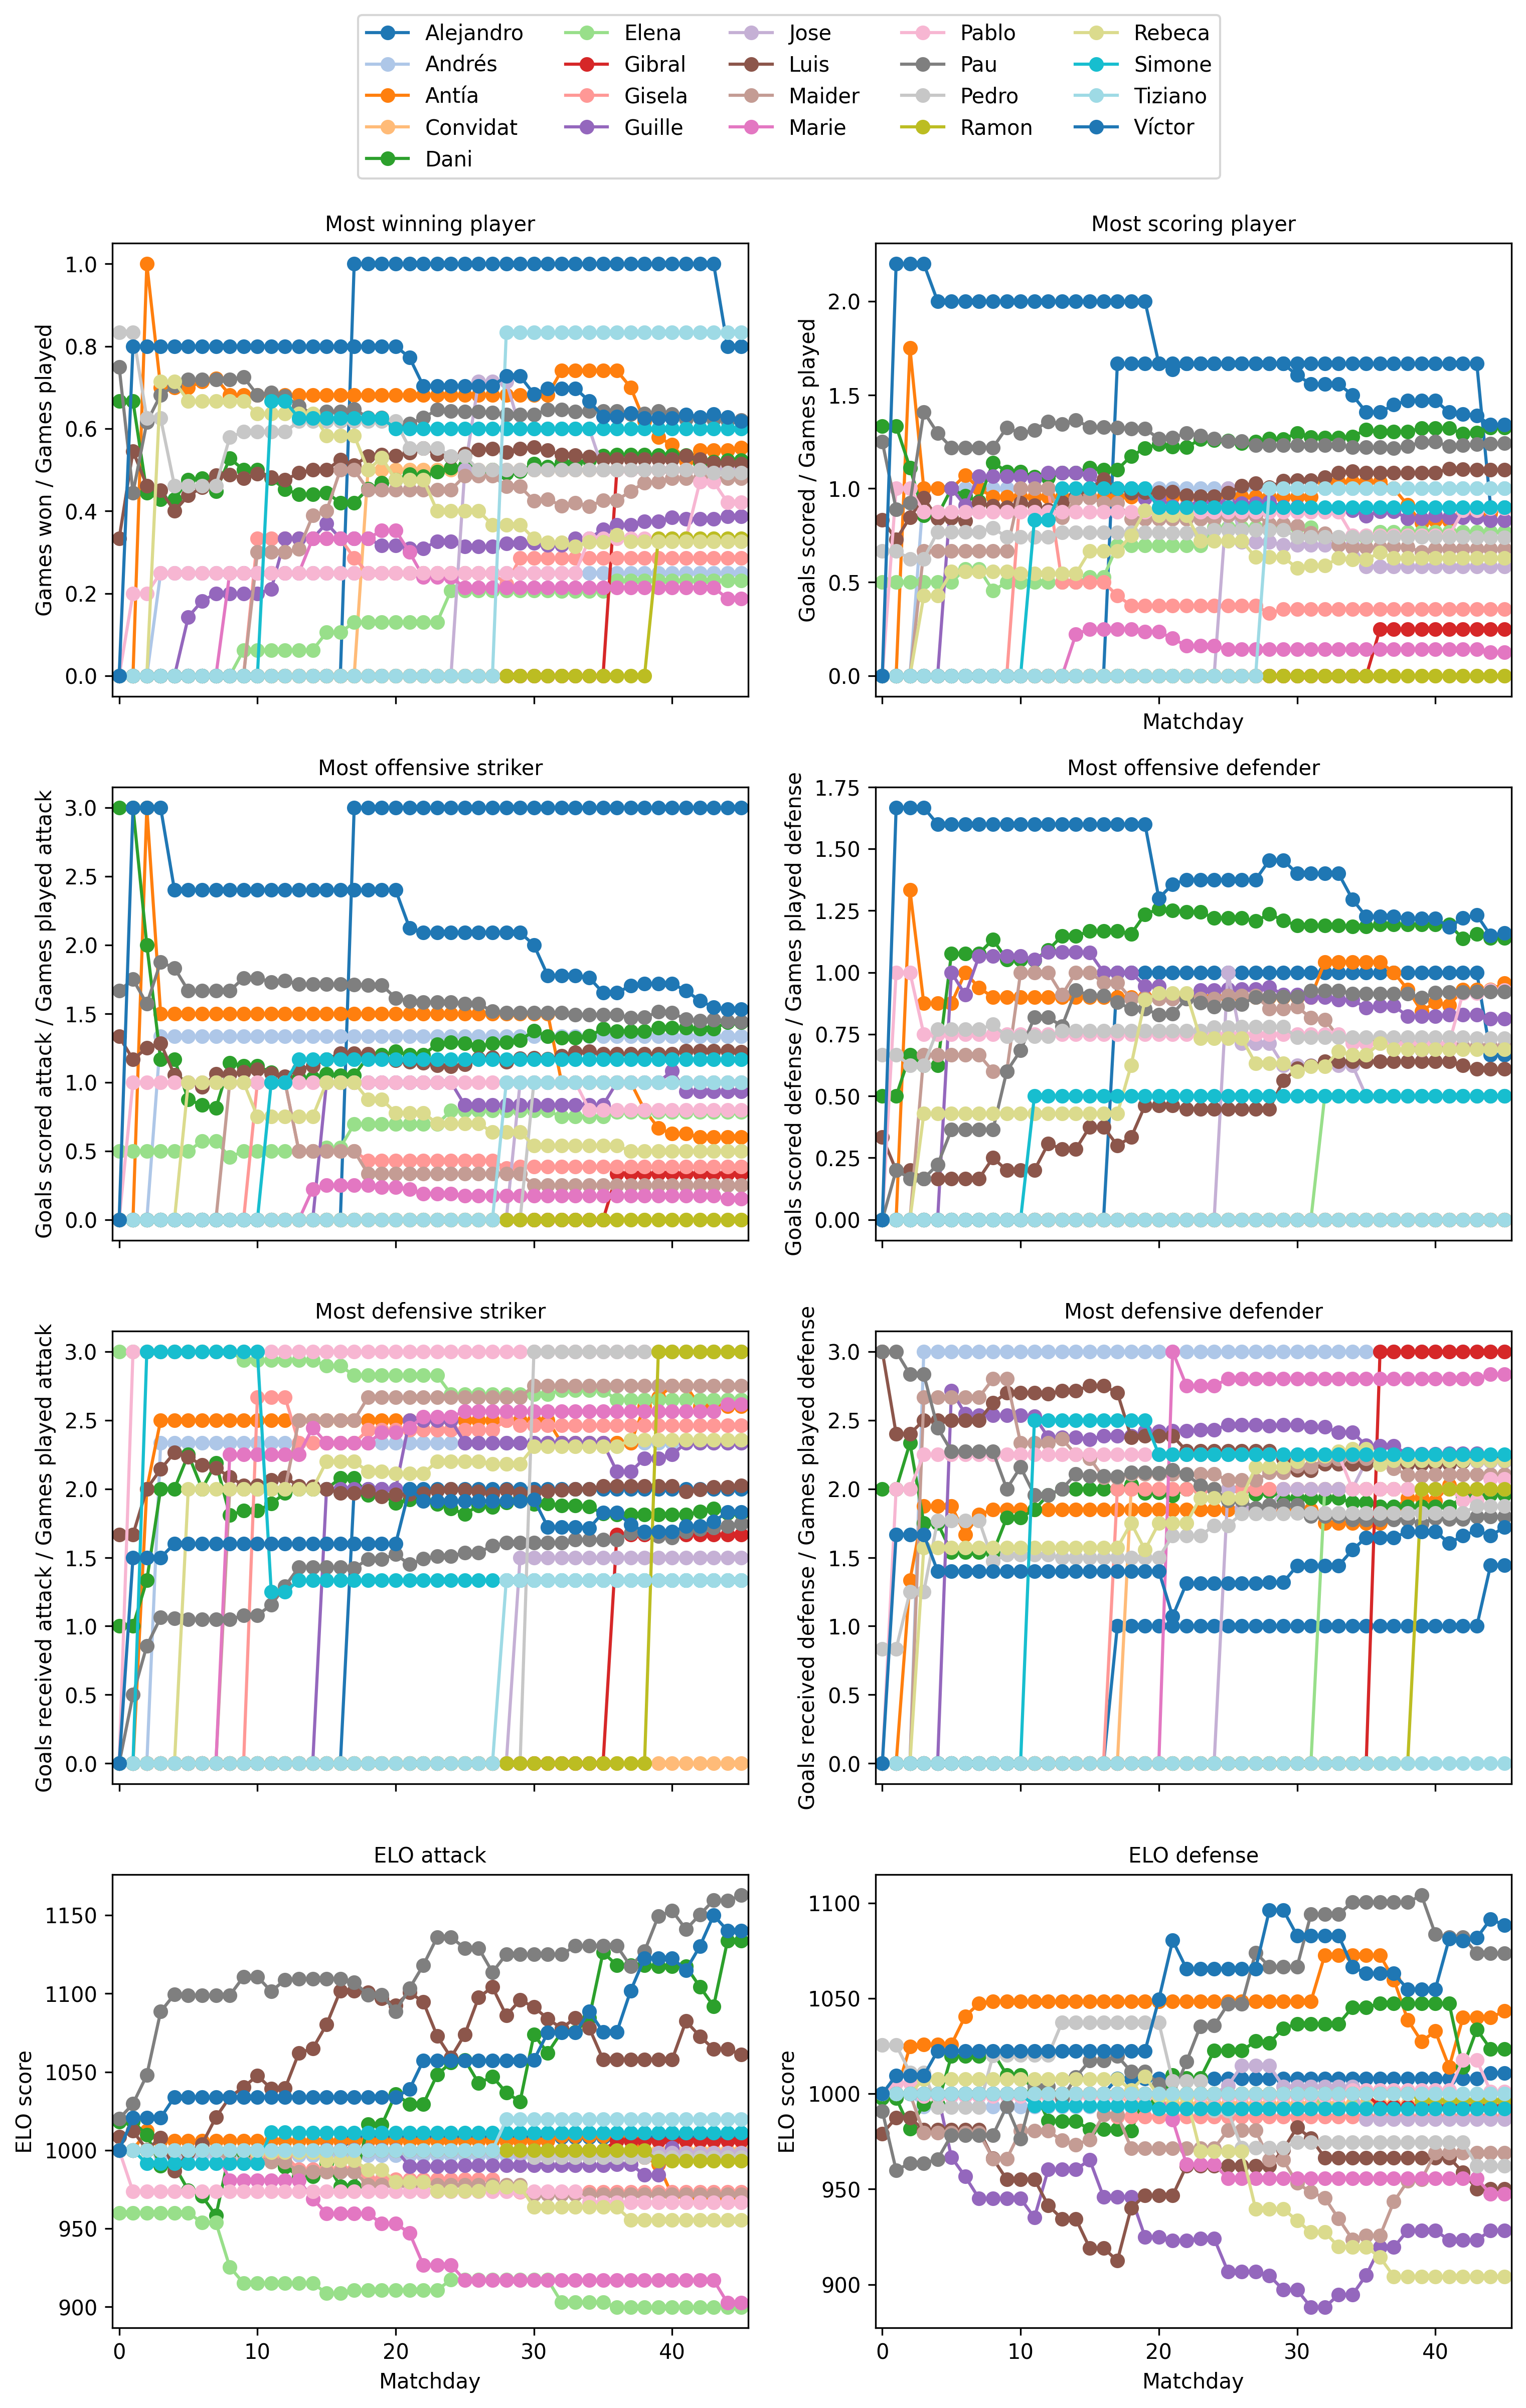 Alejandro Elena Jose Pablo Rebeca
Andrés Gibral Luis Pau Simone
Antía Gisela Maider Pedro Tiziano
Convidat Guille Marie Ramon Víctor
Dani
Most winning player
Games won / Games played
1.0
0.8
0.6
0.4
0.2
0.0
Most scoring player
Goals scored / Games played
2.0
1.5
1.0
0.5
0.0
Matchday
Most offensive striker
Goals scored attack / Games played attack
3.0
2.5
2.0
1.5
1.0
0.5
0.0
Most offensive defender
Goals scored defense / Games played defense
1.75
1.50
1.25
1.00
0.75
0.50
0.25
0.00
Most defensive striker
Goals received attack / Games played attack
3.0
2.5
2.0
1.5
1.0
0.5
0.0
Most defensive defender
Goals received defense / Games played defense
3.0
2.5
2.0
1.5
1.0
0.5
0.0
ELO attack
ELO score
1150
1100
1050
1000
950
900
0 10 20 30 40
Matchday
ELO defense
ELO score
1100
1050
1000
950
900
0 10 20 30 40
Matchday